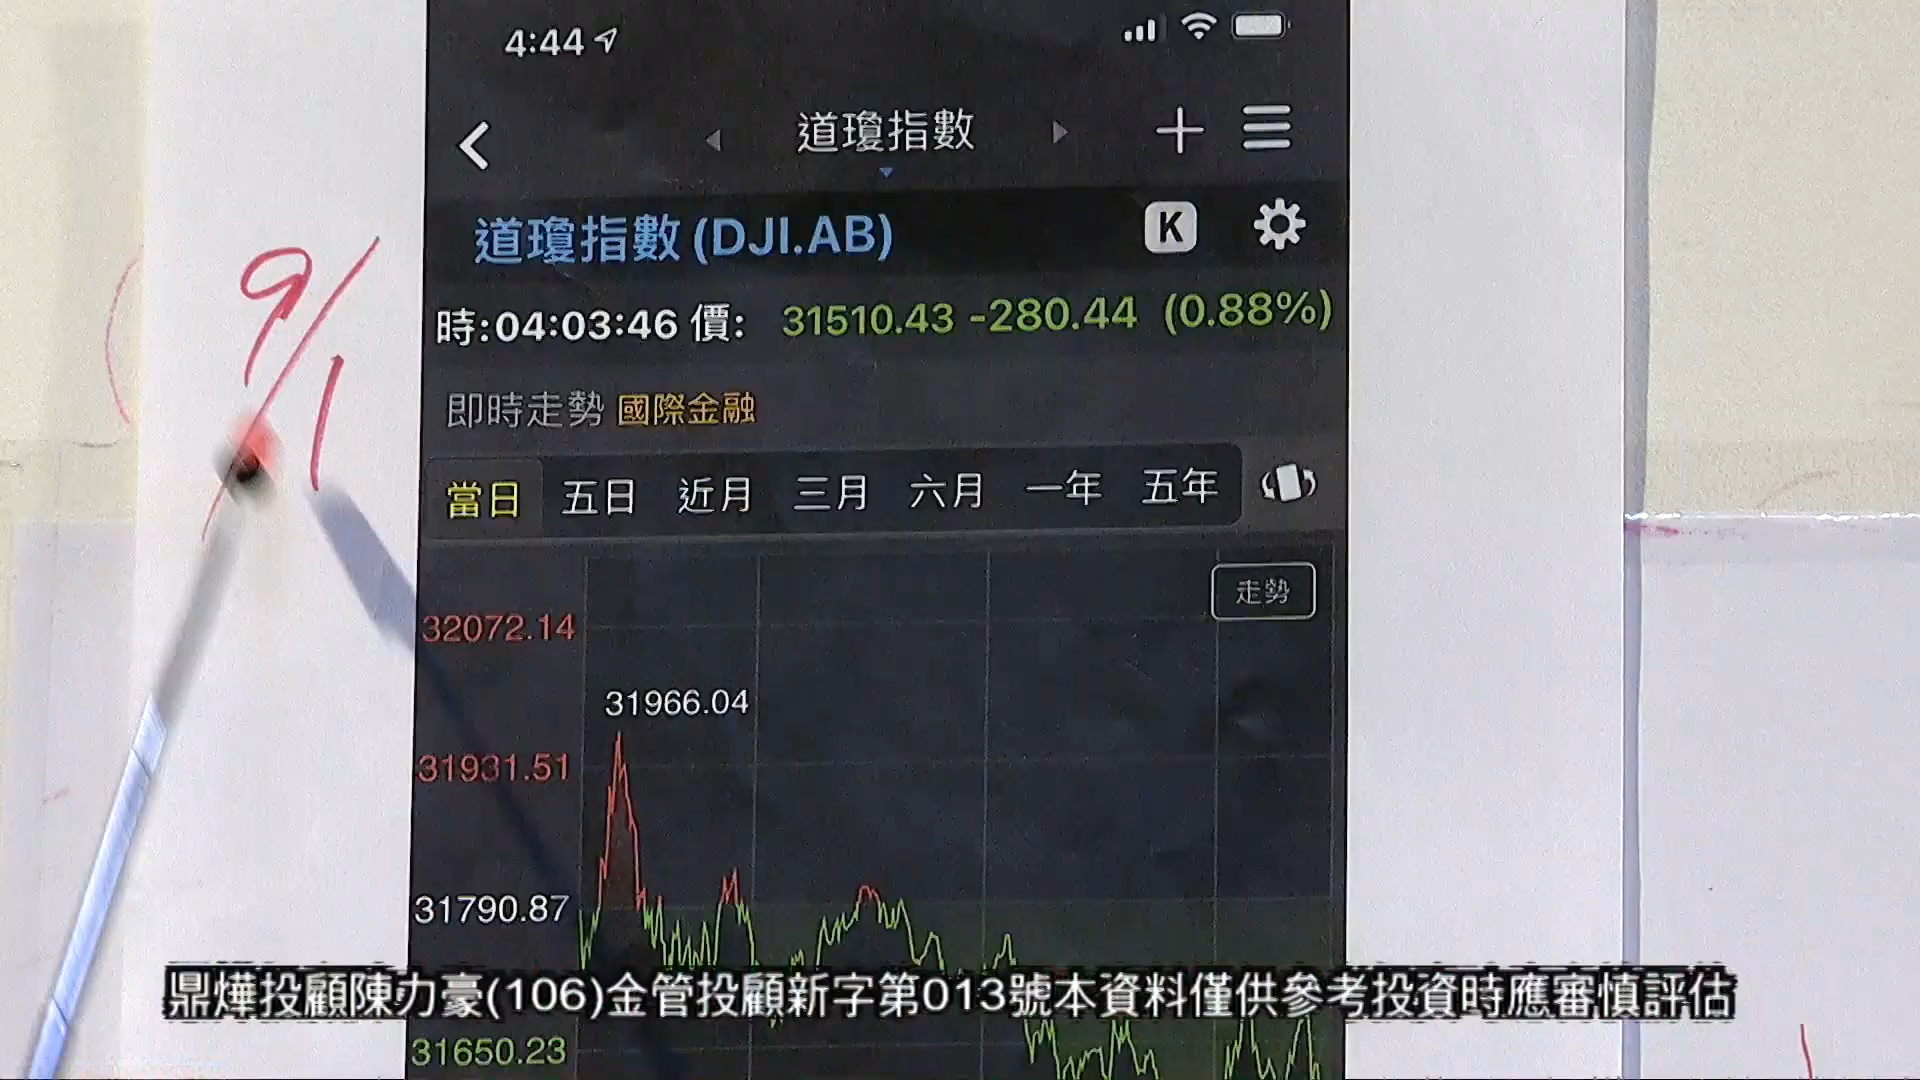 4:44
道瓊指數
道瓊指數 (DJI.AB)
K
時:04:03:46 價: 31510.43 -280.44 (0.88%)
即時走勢 國際金融
當日 五日 近月 三月 六月 一年 五年
走勢
9/1
32072.14
31966.04
31931.51
31790.87
31650.23
鼎燁投顧陳力豪(106)金管投顧新字第013號本資料僅供參考投資時應審慎評估